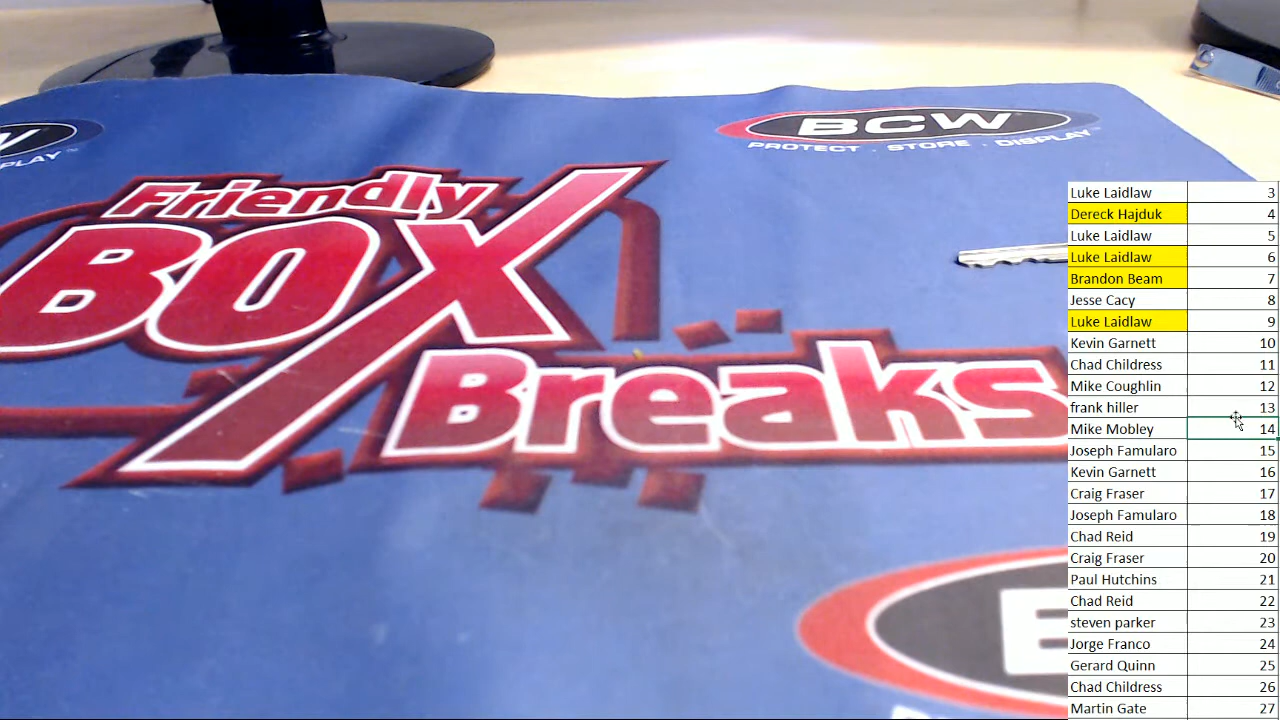 BCW
PROTECT · STORE · DISPLAY™
PLAY™
Friendly
BOX
Breaks
Luke Laidlaw 3
Dereck Hajduk 4
Luke Laidlaw 5
Luke Laidlaw 6
Brandon Beam 7
Jesse Cacy 8
Luke Laidlaw 9
Kevin Garnett 10
Chad Childress 11
Mike Coughlin 12
frank hiller 13
Mike Mobley 14
Joseph Famularo 15
Kevin Garnett 16
Craig Fraser 17
Joseph Famularo 18
Chad Reid 19
Craig Fraser 20
Paul Hutchins 21
Chad Reid 22
steven parker 23
Jorge Franco 24
Gerard Quinn 25
Chad Childress 26
Martin Gate 27